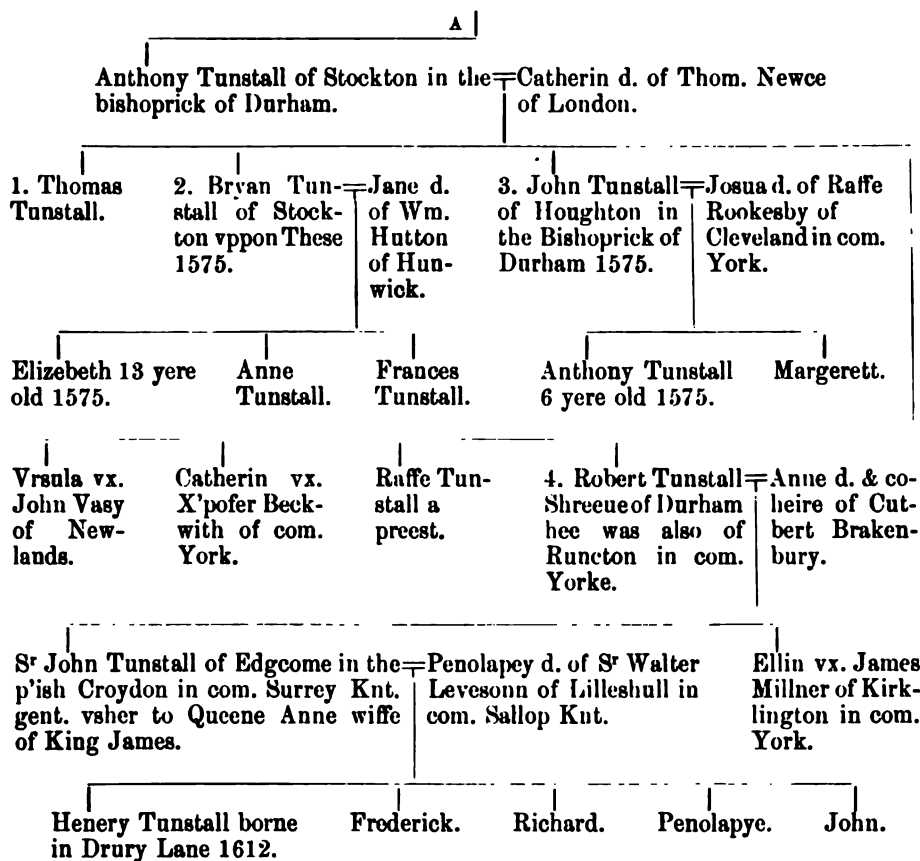 A
Anthony Tunstall of Stockton in the
bishoprick of Durham.
Catherin d. of Thom. Newce
of London.
1. Thomas
Tunstall.
2. Bryan Tun-
stall of Stock-
ton vppon These
1575.
Jane d.
of Wm.
Hutton
of Hun-
wick.
3. John Tunstall
of Houghton in
the Bishoprick of
Durham 1575.
Josua d. of Raffe
Rookesby of
Cleveland in com.
York.
Elizebeth 13 yere
old 1575.
Anne
Tunstall.
Frances
Tunstall.
Anthony Tunstall
6 yere old 1575.
Margerett.
Vrsula vx.
John Vasy
of New-
lands.
Catherin vx.
X'pofer Beck-
with of com.
York.
Raffe Tun-
stall a
preest.
4. Robert Tunstall
Shreeue of Durham
hee was also of
Runcton in com.
Yorke.
Anne d. & co-
heire of Cut-
bert Braken-
bury.
Sr John Tunstall of Edgcome in the
p'ish Croydon in com. Surrey Knt.
gent. vsher to Queene Anne wiffe
of King James.
Penolapey d. of Sr Walter
Levesonn of Lilleshull in
com. Sallop Knt.
Ellin vx. James
Millner of Kirk-
lington in com.
York.
Henery Tunstall borne
in Drury Lane 1612.
Frederick.
Richard.
Penolapye.
John.